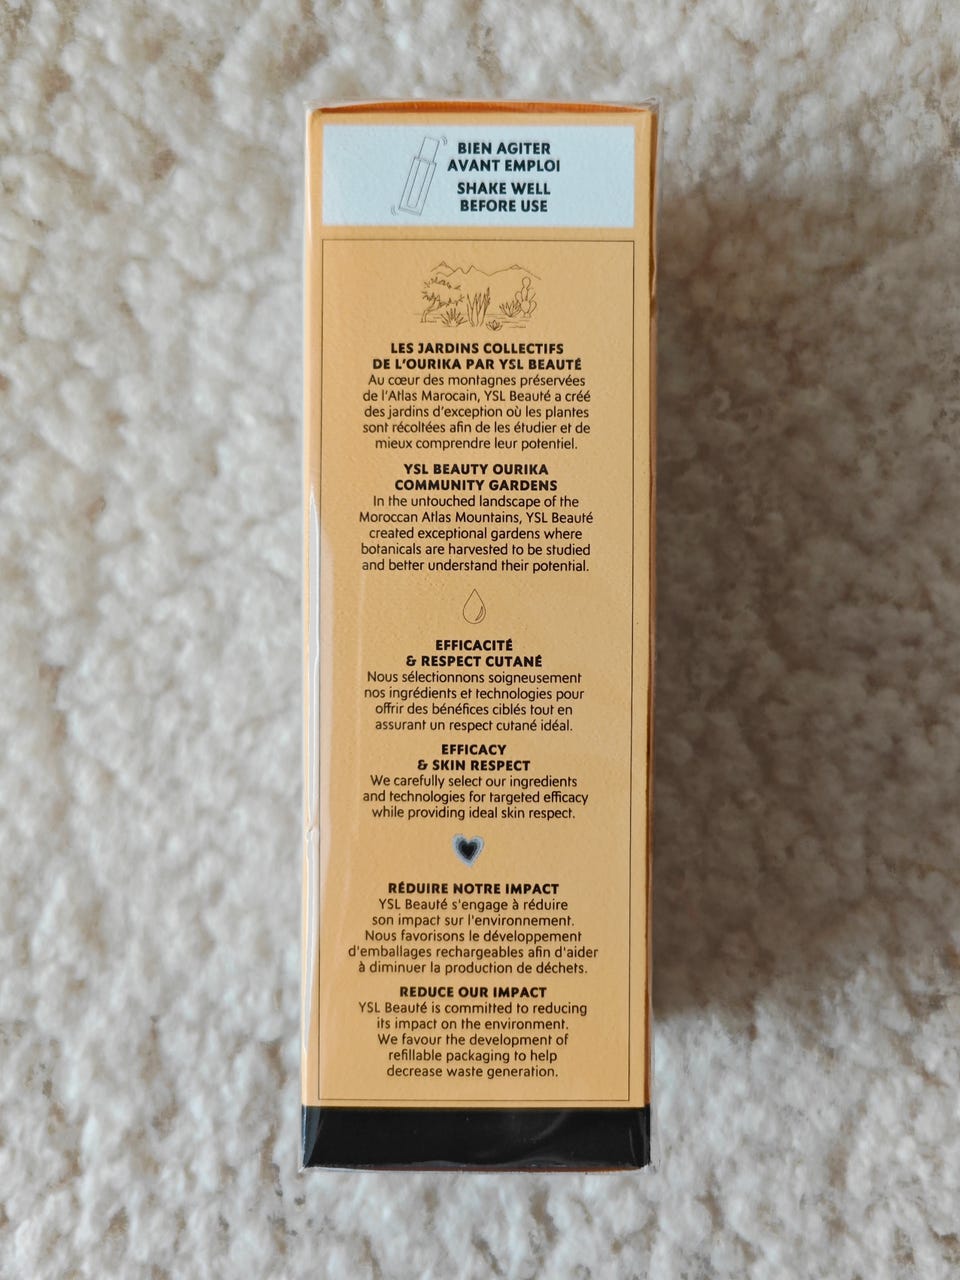 BIEN AGITER
AVANT EMPLOI
SHAKE WELL
BEFORE USE
LES JARDINS COLLECTIFS
DE L'OURIKA PAR YSL BEAUTÉ
Au cœur des montagnes préservées
de l'Atlas Marocain, YSL Beauté a créé
des jardins d'exception où les plantes
sont récoltées afin de les étudier et de
mieux comprendre leur potentiel.
YSL BEAUTY OURIKA
COMMUNITY GARDENS
In the untouched landscape of the
Moroccan Atlas Mountains, YSL Beauté
created exceptional gardens where
botanicals are harvested to be studied
and better understand their potential.
EFFICACITÉ
& RESPECT CUTANÉ
Nous sélectionnons soigneusement
nos ingrédients et technologies pour
offrir des bénéfices ciblés tout en
assurant un respect cutané idéal.
EFFICACY
& SKIN RESPECT
We carefully select our ingredients
and technologies for targeted efficacy
while providing ideal skin respect.
RÉDUIRE NOTRE IMPACT
YSL Beauté s'engage à réduire
son impact sur l'environnement.
Nous favorisons le développement
d'emballages rechargeables afin d'aider
à diminuer la production de déchets.
REDUCE OUR IMPACT
YSL Beauté is committed to reducing
its impact on the environment.
We favour the development of
refillable packaging to help
decrease waste generation.